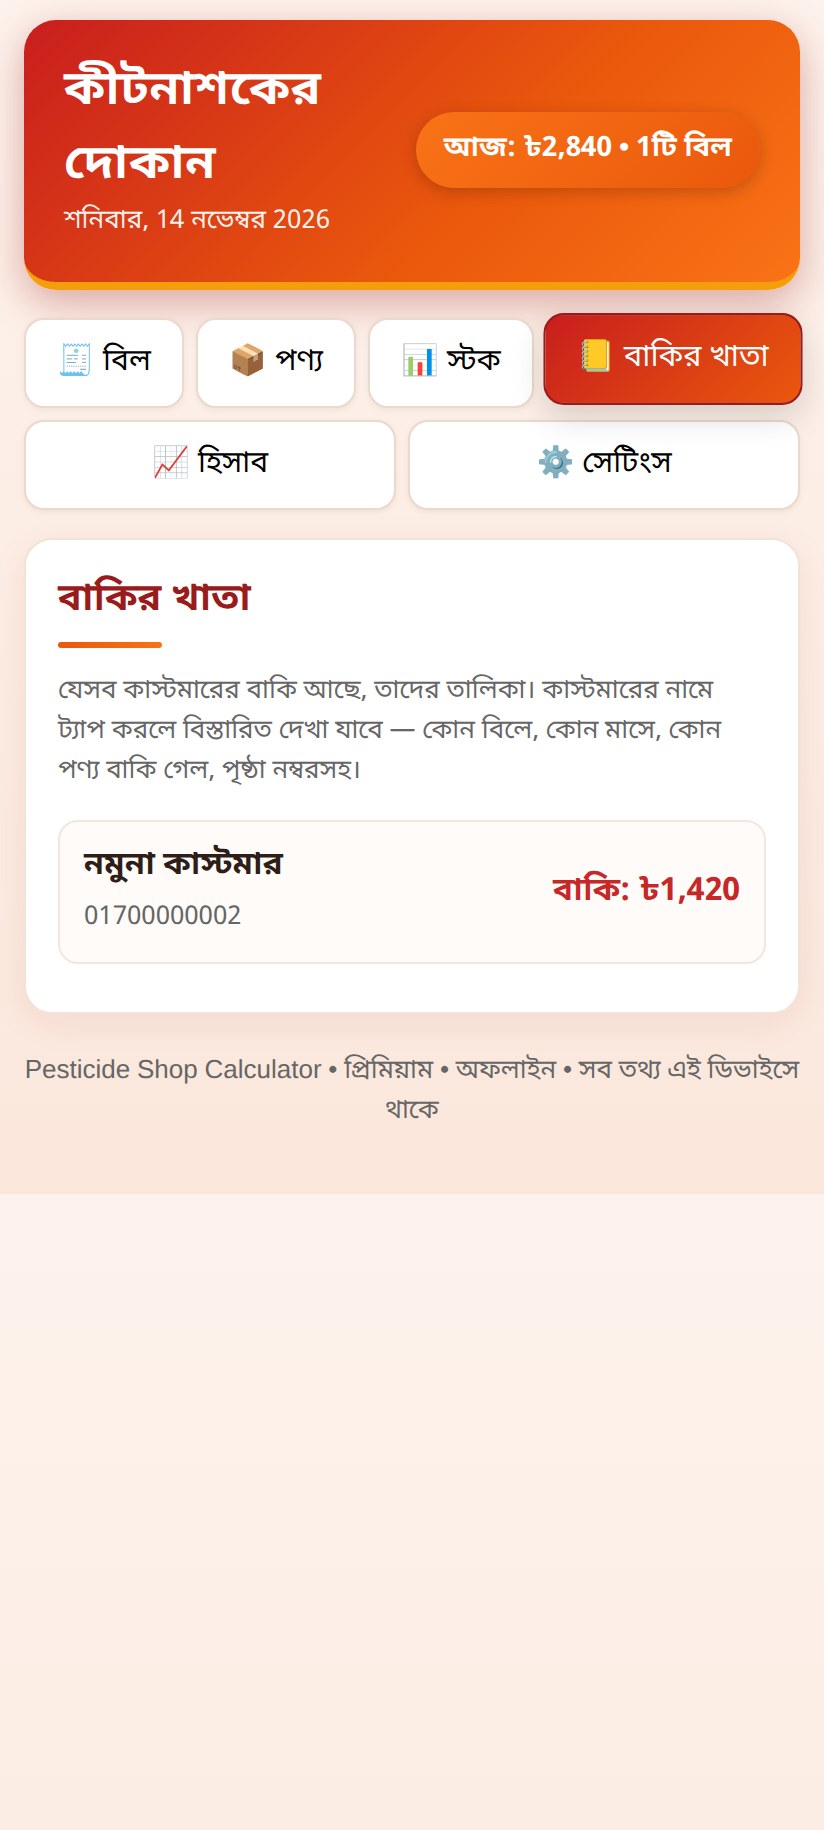 কীটনাশকের
দোকান
শনিবার, 14 নভেম্বর 2026
আজ: ৳2,840 • 1টি বিল
বিল
পণ্য
স্টক
বাকির খাতা
হিসাব
সেটিংস
বাকির খাতা
যেসব কাস্টমারের বাকি আছে, তাদের তালিকা। কাস্টমারের নামে
ট্যাপ করলে বিস্তারিত দেখা যাবে — কোন বিলে, কোন মাসে, কোন
পণ্য বাকি গেল, পৃষ্ঠা নম্বরসহ।
নমুনা কাস্টমার
01700000002
বাকি: ৳1,420
Pesticide Shop Calculator • প্রিমিয়াম • অফলাইন • সব তথ্য এই ডিভাইসে
থাকে